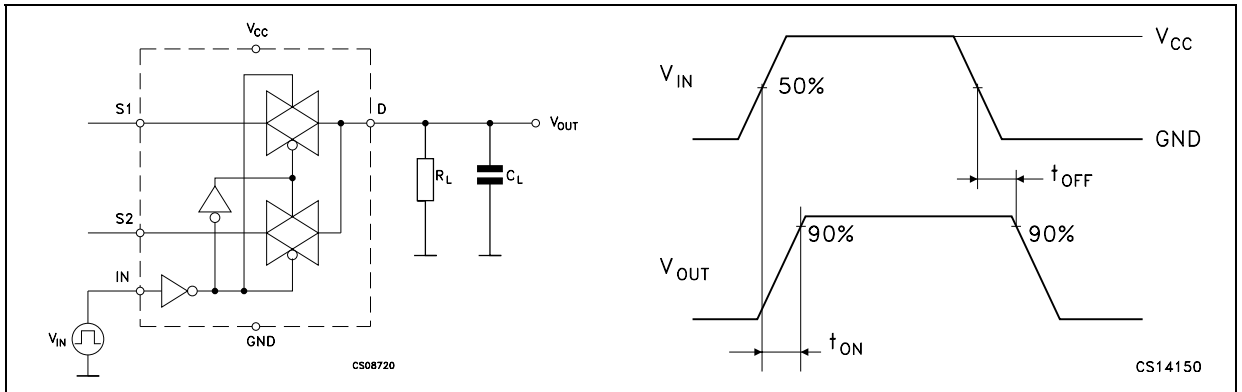 VCC
S1
D
VOUT
RL
CL
S2
IN
VIN
GND
CS08720
VIN
50%
VCC
GND
tOFF
90%
90%
VOUT
tON
CS14150